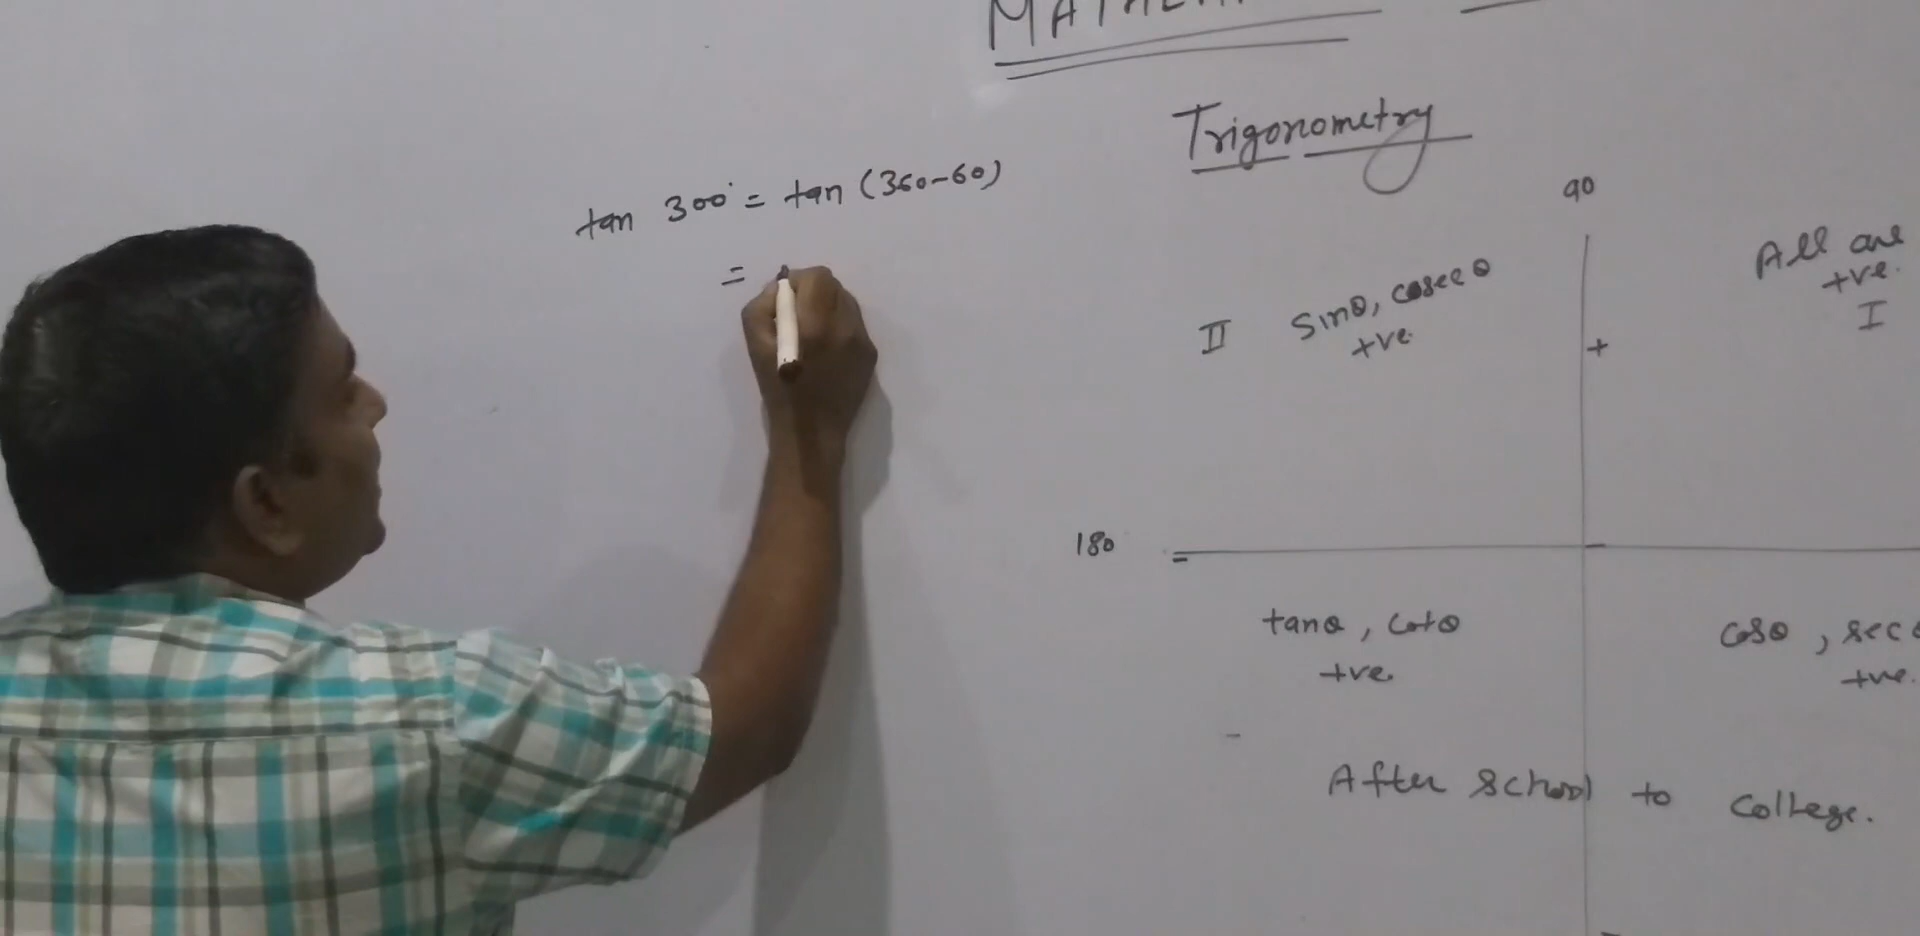 Trigonometry
tan 300° = tan (360-60)
=
90
All are
+ve.
I
II sinθ, cosec θ
+ve.
+
180
-
tanθ, cotθ
+ve.
cosθ, sec
+ve.
-
After school to college.